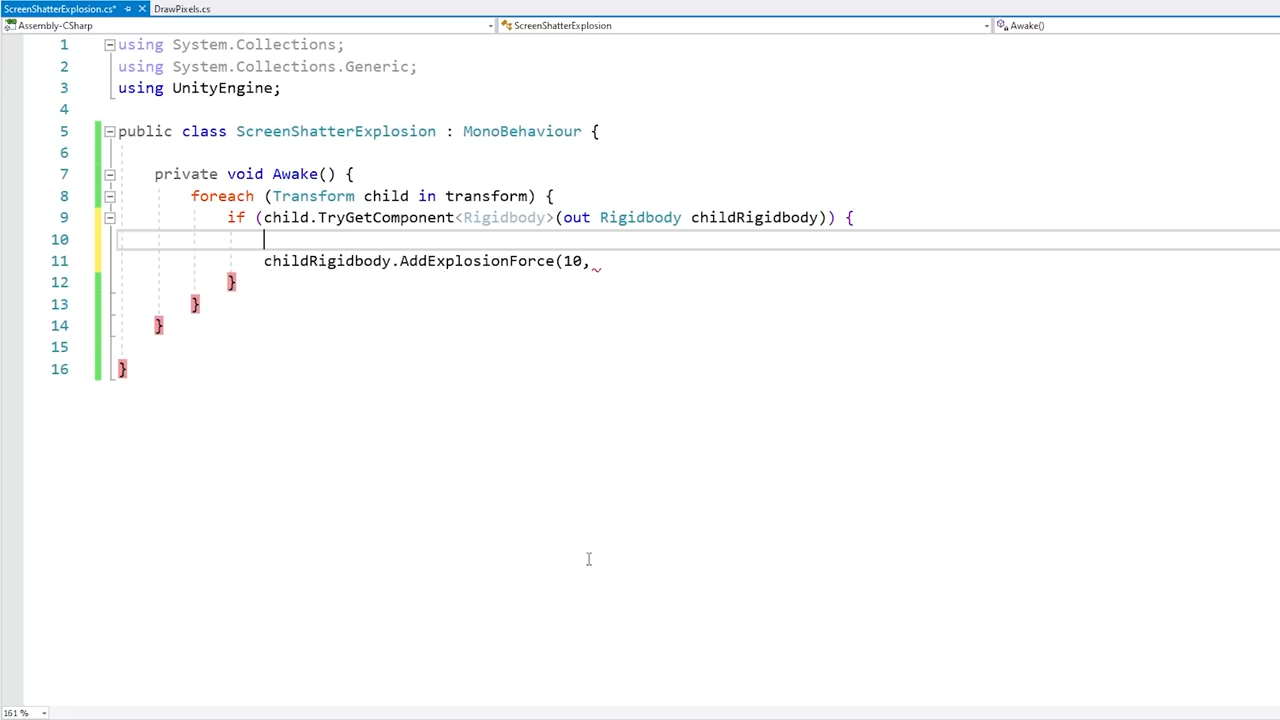 ScreenShatterExplosion.cs* DrawPixels.cs
Assembly-CSharp ScreenShatterExplosion Awake()
1 using System.Collections;
2 using System.Collections.Generic;
3 using UnityEngine;
4
5 public class ScreenShatterExplosion : MonoBehaviour {
6
7 private void Awake() {
8 foreach (Transform child in transform) {
9 if (child.TryGetComponent<Rigidbody>(out Rigidbody childRigidbody)) {
10
11 childRigidbody.AddExplosionForce(10,
12 }
13 }
14 }
15
16 }
161 %